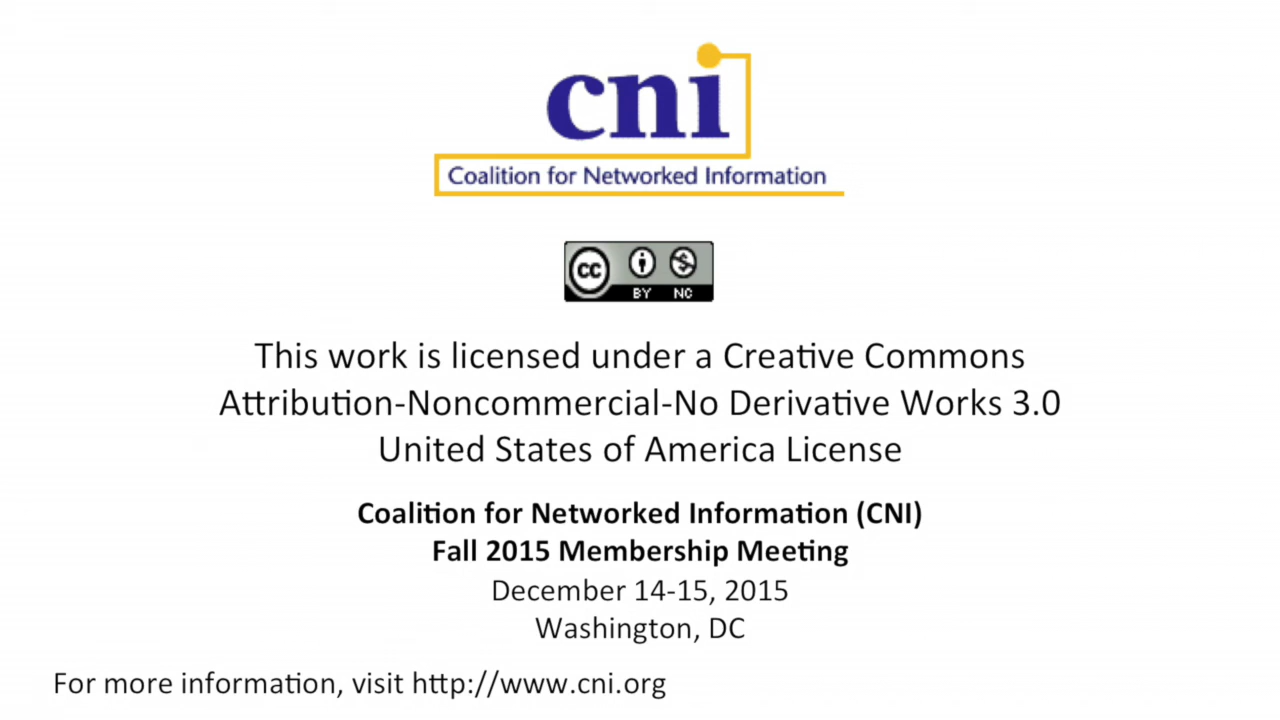 cni
Coalition for Networked Information
cc
BY NC
This work is licensed under a Creative Commons
Attribution-Noncommercial-No Derivative Works 3.0
United States of America License
Coalition for Networked Information (CNI)
Fall 2015 Membership Meeting
December 14-15, 2015
Washington, DC
For more information, visit http://www.cni.org